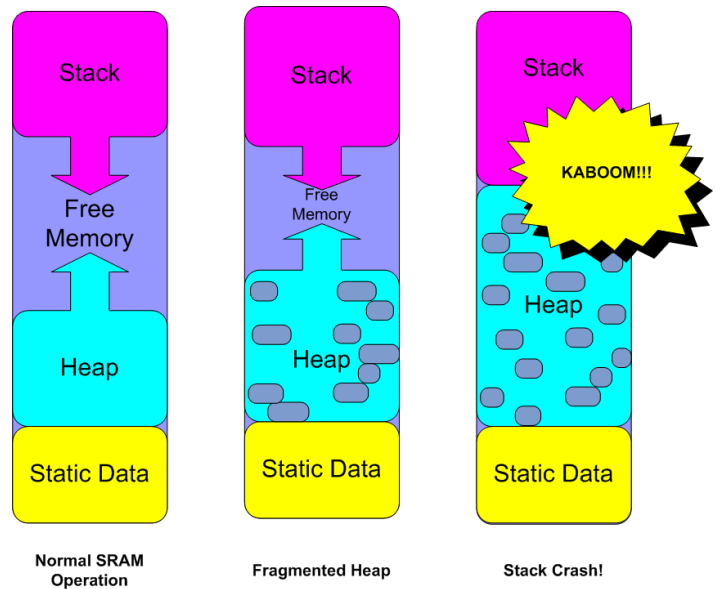 Stack
Free
Memory
Heap
Static Data
Normal SRAM
Operation
Stack
Free
Memory
Heap
Static Data
Fragmented Heap
Stack
KABOOM!!!
Heap
Static Data
Stack Crash!